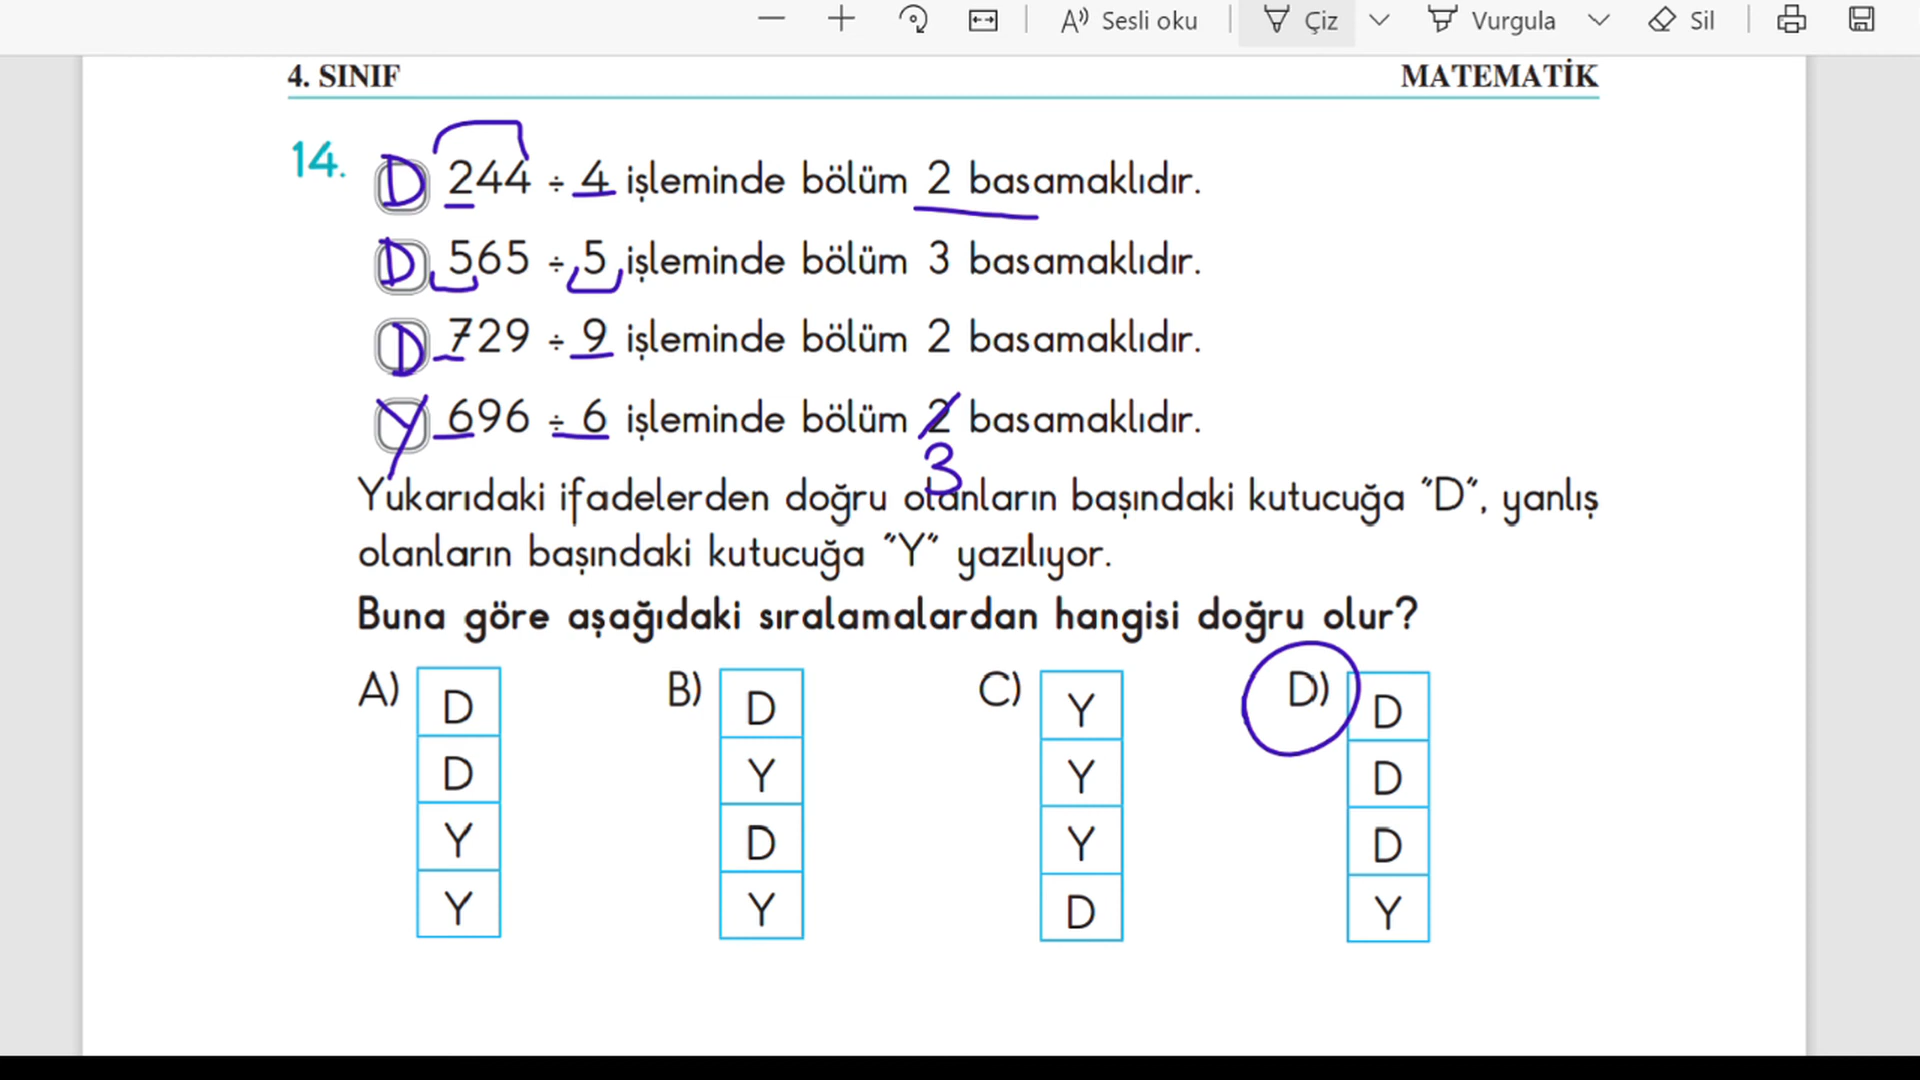 Sesli oku Çiz Vurgula Sil
4. SINIF MATEMATİK
14. D 244 ÷ 4 işleminde bölüm 2 basamaklıdır.
D 565 ÷ 5 işleminde bölüm 3 basamaklıdır.
D 729 ÷ 9 işleminde bölüm 2 basamaklıdır.
Y 696 ÷ 6 işleminde bölüm 2 basamaklıdır.
3
Yukarıdaki ifadelerden doğru olanların başındaki kutucuğa "D", yanlış
olanların başındaki kutucuğa "Y" yazılıyor.
Buna göre aşağıdaki sıralamalardan hangisi doğru olur?
A) D B) D C) Y D) D
D Y Y D
Y D Y D
Y Y D Y